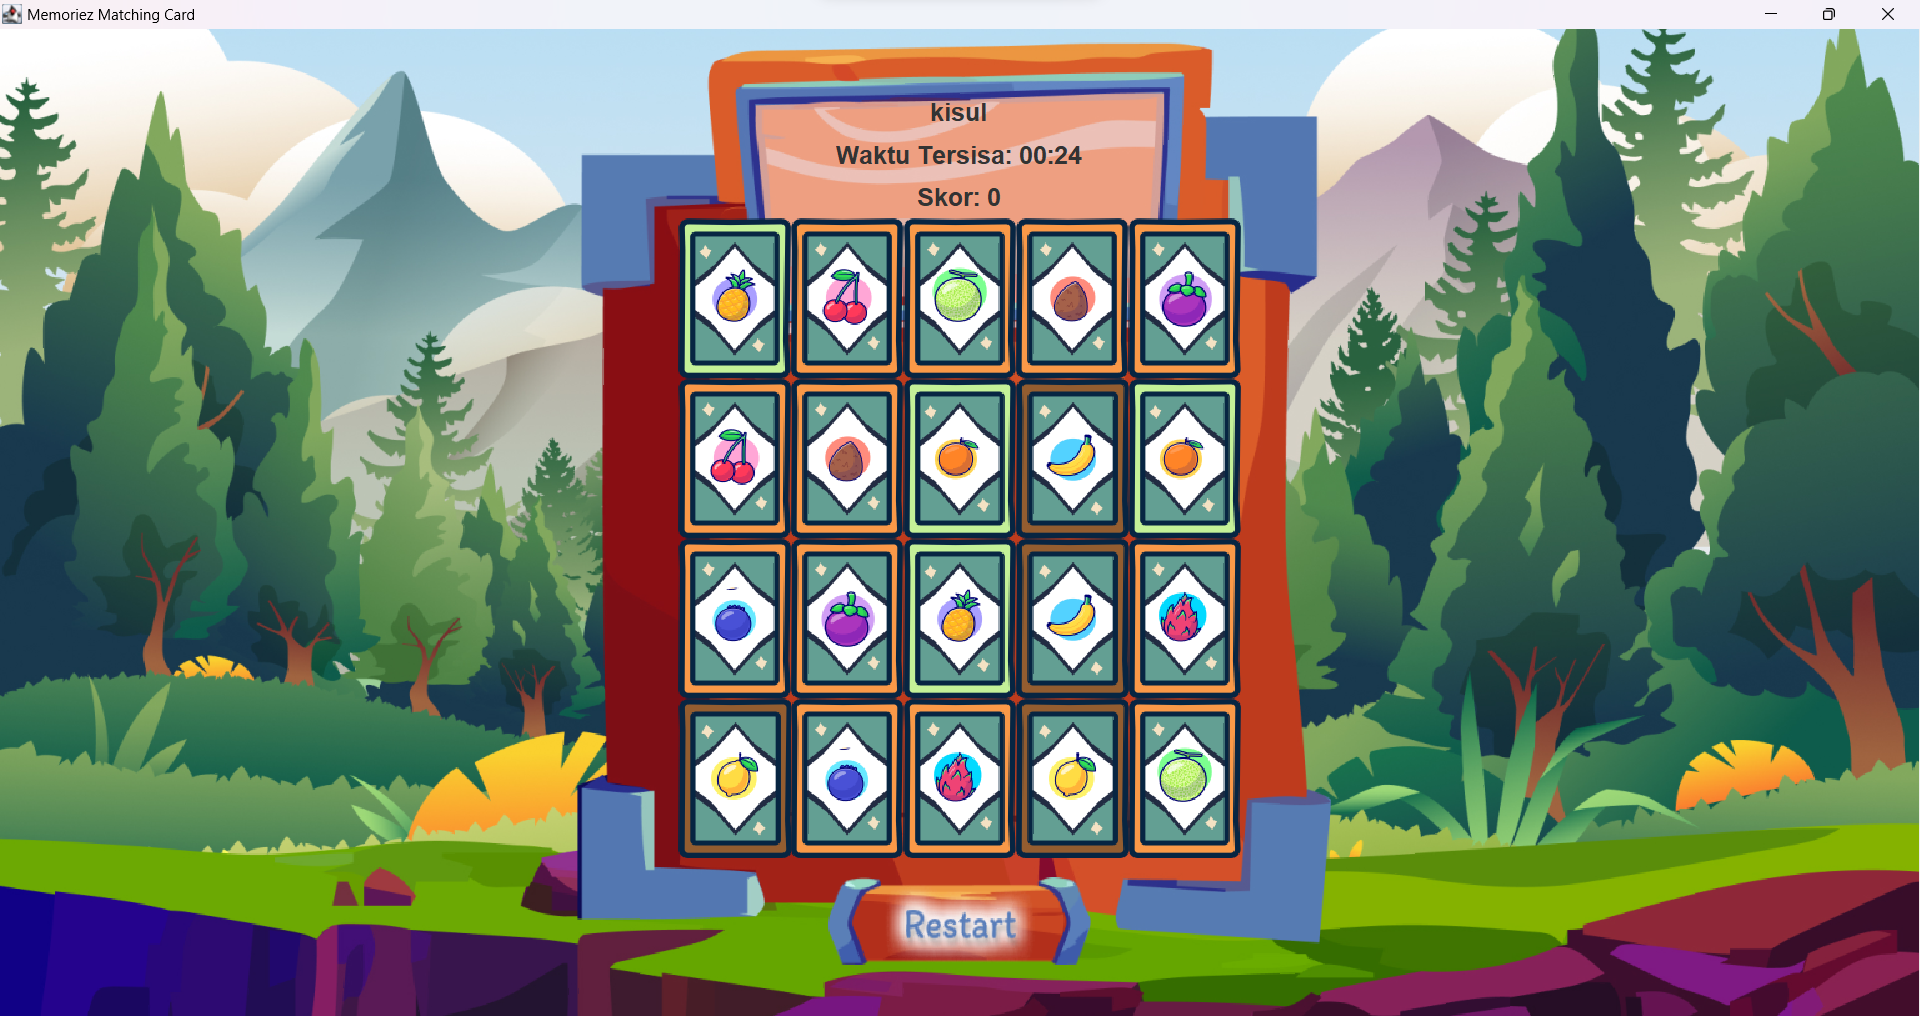 Memoriez Matching Card
kisul
Waktu Tersisa: 00:24
Skor: 0
Restart